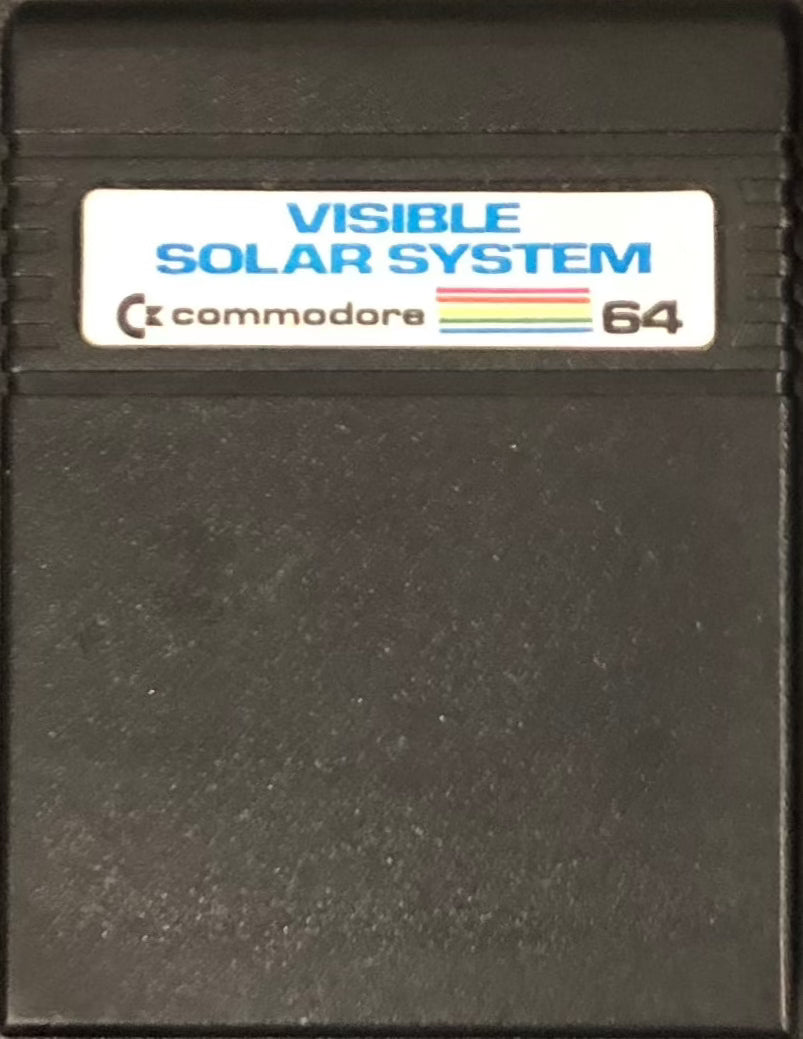 VISIBLE
SOLAR SYSTEM
commodore 64